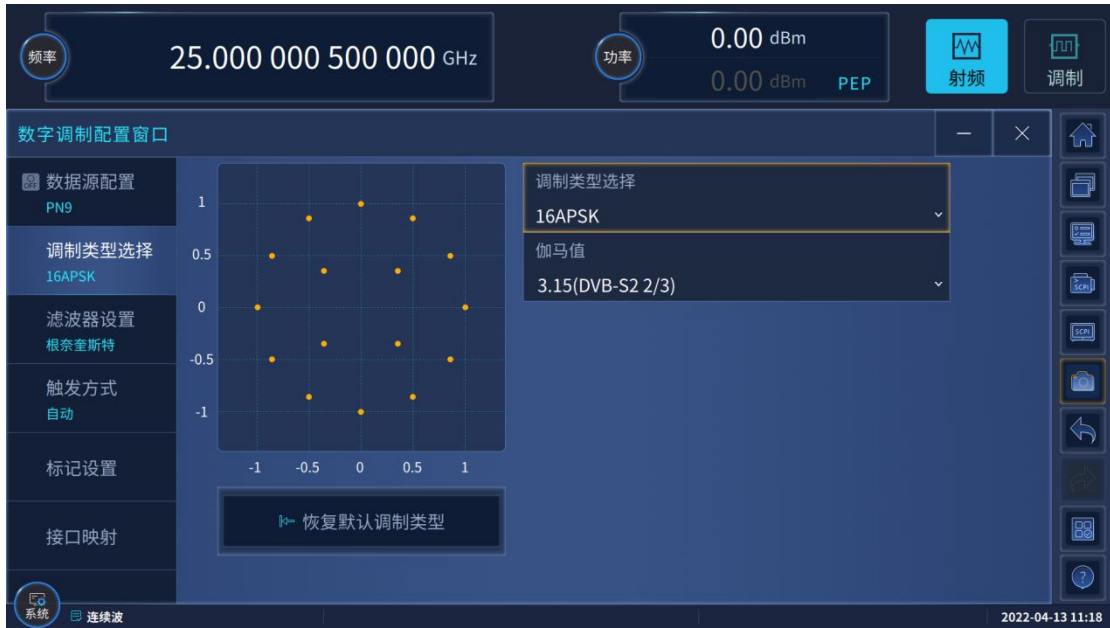 频率
25.000 000 500 000 GHz
功率
0.00 dBm
0.00 dBm PEP
射频
调制
数字调制配置窗口
OFF 数据源配置
PN9
调制类型选择
16APSK
滤波器设置
根奈奎斯特
触发方式
自动
标记设置
接口映射
1
0.5
0
-0.5
-1
-1 -0.5 0 0.5 1
恢复默认调制类型
调制类型选择
16APSK
伽马值
3.15(DVB-S2 2/3)
SCPI
SCPI
?
系统
连续波
2022-04-13 11:18